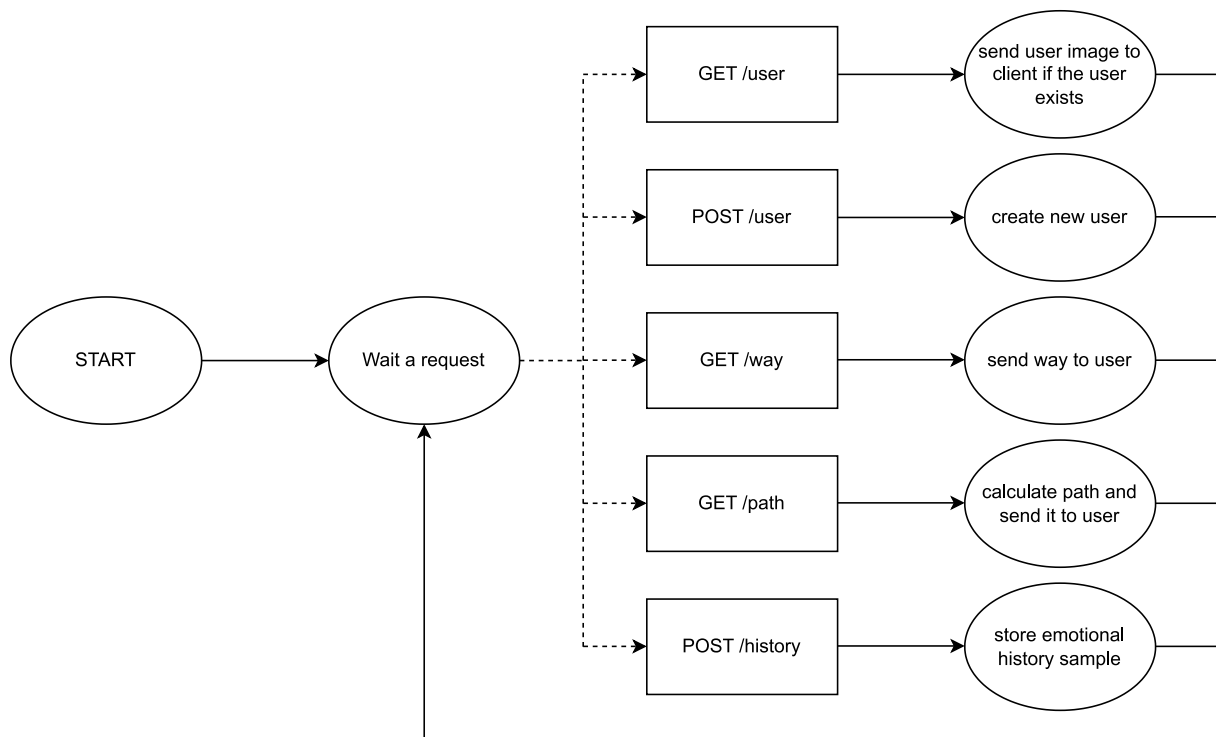 GET /user
send user image to
client if the user
exists
POST /user
create new user
START
Wait a request
GET /way
send way to user
GET /path
calculate path and
send it to user
POST /history
store emotional
history sample